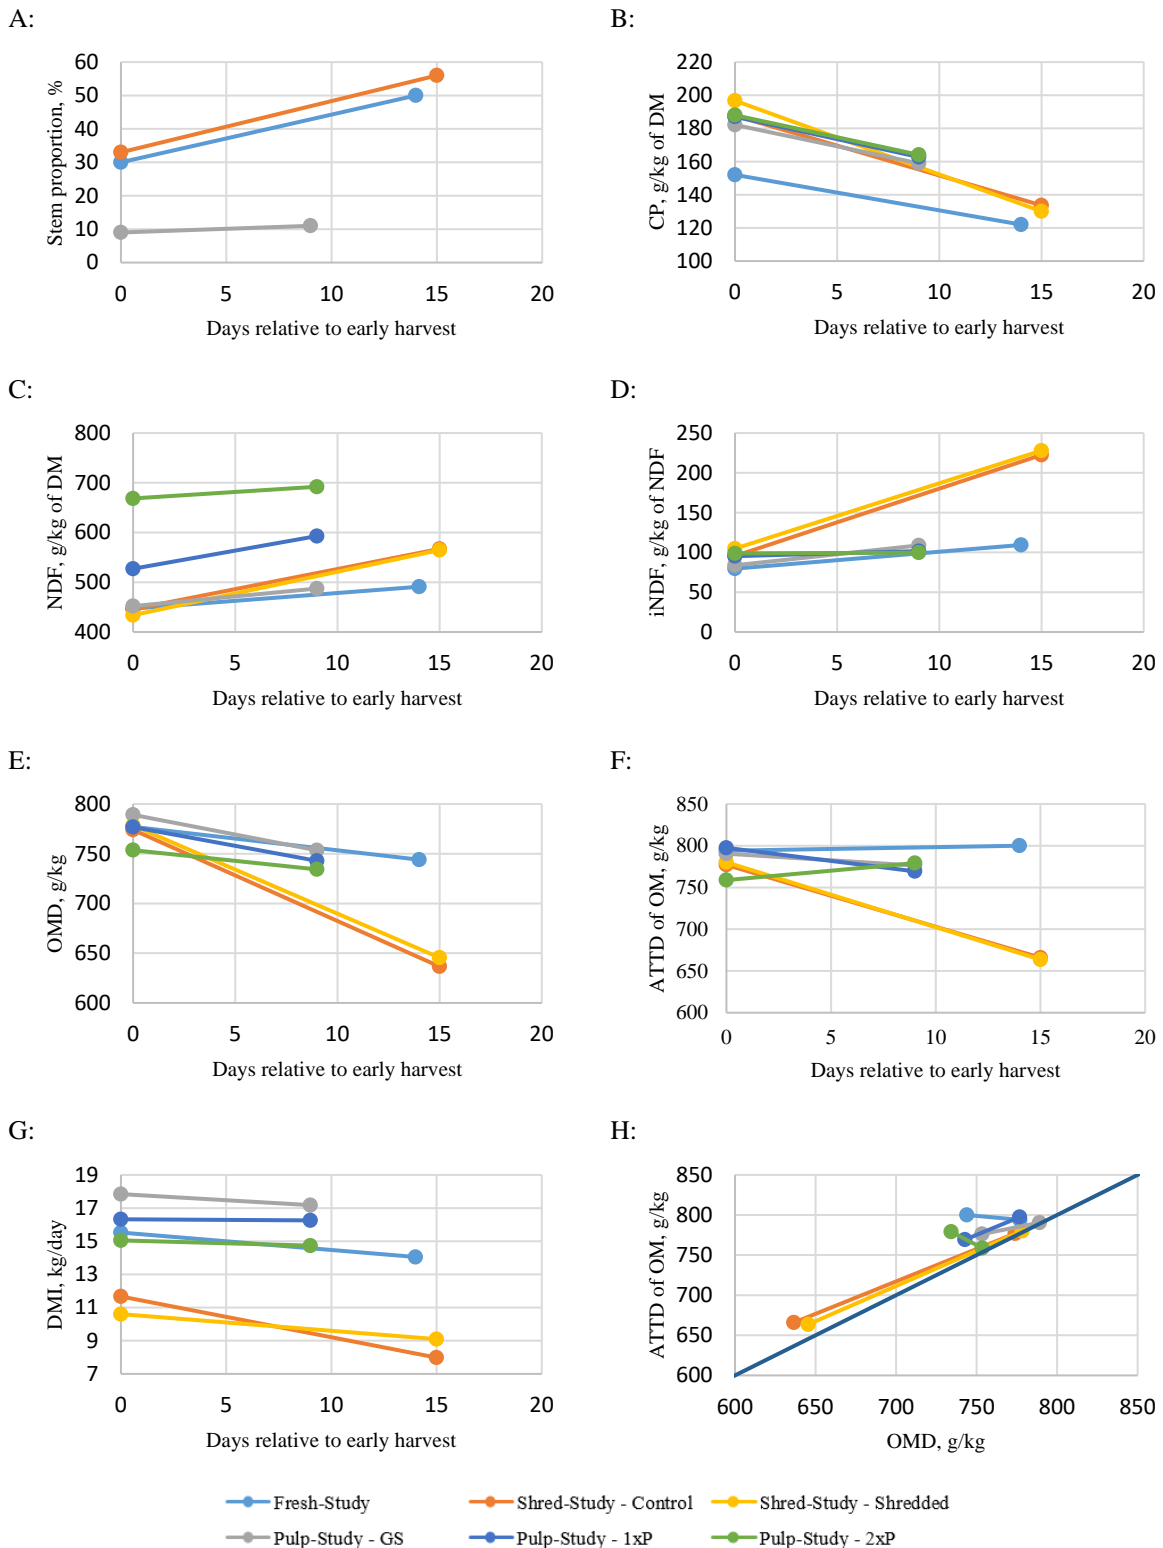 A:
Stem proportion, %
60
50
40
30
20
10
0
0 5 10 15 20
Days relative to early harvest
B:
CP, g/kg of DM
220
200
180
160
140
120
100
0 5 10 15 20
Days relative to early harvest
C:
NDF, g/kg of DM
800
700
600
500
400
0 5 10 15 20
Days relative to early harvest
D:
iNDF, g/kg of NDF
250
200
150
100
50
0
0 5 10 15 20
Days relative to early harvest
E:
OMD, g/kg
800
750
700
650
600
0 5 10 15 20
Days relative to early harvest
F:
ATTD of OM, g/kg
850
800
750
700
650
600
0 5 10 15 20
Days relative to early harvest
G:
DMI, kg/day
19
17
15
13
11
9
7
0 5 10 15 20
Days relative to early harvest
H:
ATTD of OM, g/kg
850
800
750
700
650
600
600 650 700 750 800 850
OMD, g/kg
Fresh-Study Shred-Study - Control Shred-Study - Shredded
Pulp-Study - GS Pulp-Study - 1xP Pulp-Study - 2xP